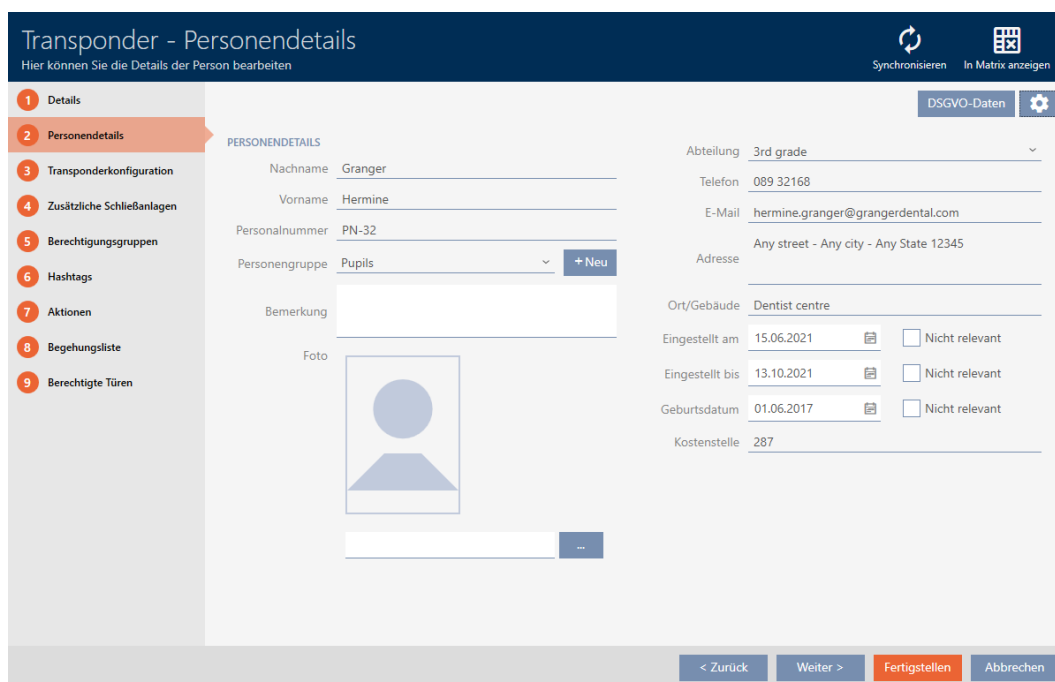 Transponder - Personendetails
Hier können Sie die Details der Person bearbeiten
Synchronisieren
In Matrix anzeigen
1 Details
2 Personendetails
3 Transponderkonfiguration
4 Zusätzliche Schließanlagen
5 Berechtigungsgruppen
6 Hashtags
7 Aktionen
8 Begehungsliste
9 Berechtigte Türen
DSGVO-Daten
PERSONENDETAILS
Nachname Granger
Vorname Hermine
Personalnummer PN-32
Personengruppe Pupils + Neu
Bemerkung
Foto
...
Abteilung 3rd grade
Telefon 089 32168
E-Mail hermine.granger@grangerdental.com
Any street - Any city - Any State 12345
Adresse
Ort/Gebäude Dentist centre
Eingestellt am 15.06.2021 Nicht relevant
Eingestellt bis 13.10.2021 Nicht relevant
Geburtsdatum 01.06.2017 Nicht relevant
Kostenstelle 287
< Zurück Weiter > Fertigstellen Abbrechen